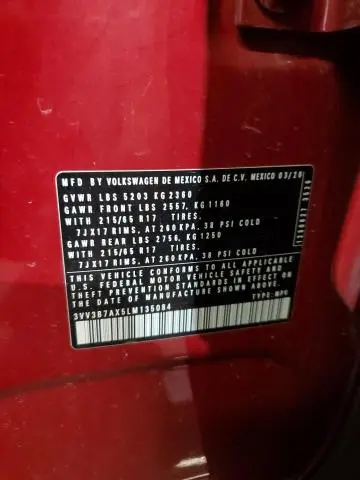 MFD BY VOLKSWAGEN DE MEXICO S.A. DE C.V. MEXICO 03/20
GVWR LBS 5203 KG 2360
GAWR FRONT LBS 2557, KG 1160
WITH 215/65 R17 TIRES.
7JX17 RIMS, AT 260 KPA, 38 PSI COLD
GAWR REAR LBS 2756, KG 1250
WITH 215/65 R17 TIRES.
7JX17 RIMS, AT 260 KPA, 38 PSI COLD
THIS VEHICLE CONFORMS TO ALL APPLICABLE
U.S. FEDERAL MOTOR VEHICLE SAFETY AND
THEFT PREVENTION STANDARDS IN EFFECT ON
THE DATE OF MANUFACTURE SHOWN ABOVE.
3VV3B7AX5LM135084 TYPE: MPV